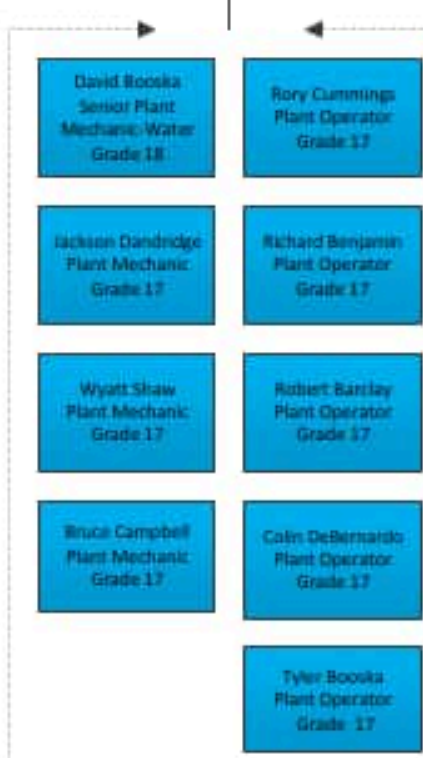 David Booska
Senior Plant
Mechanic-Water
Grade 18
Rory Cummings
Plant Operator
Grade 17
Jackson Dandridge
Plant Mechanic
Grade 17
Richard Benjamin
Plant Operator
Grade 17
Wyatt Shaw
Plant Mechanic
Grade 17
Robert Barclay
Plant Operator
Grade 17
Bruce Campbell
Plant Mechanic
Grade 17
Colin DeBernardo
Plant Operator
Grade 17
Tyler Booska
Plant Operator
Grade 17